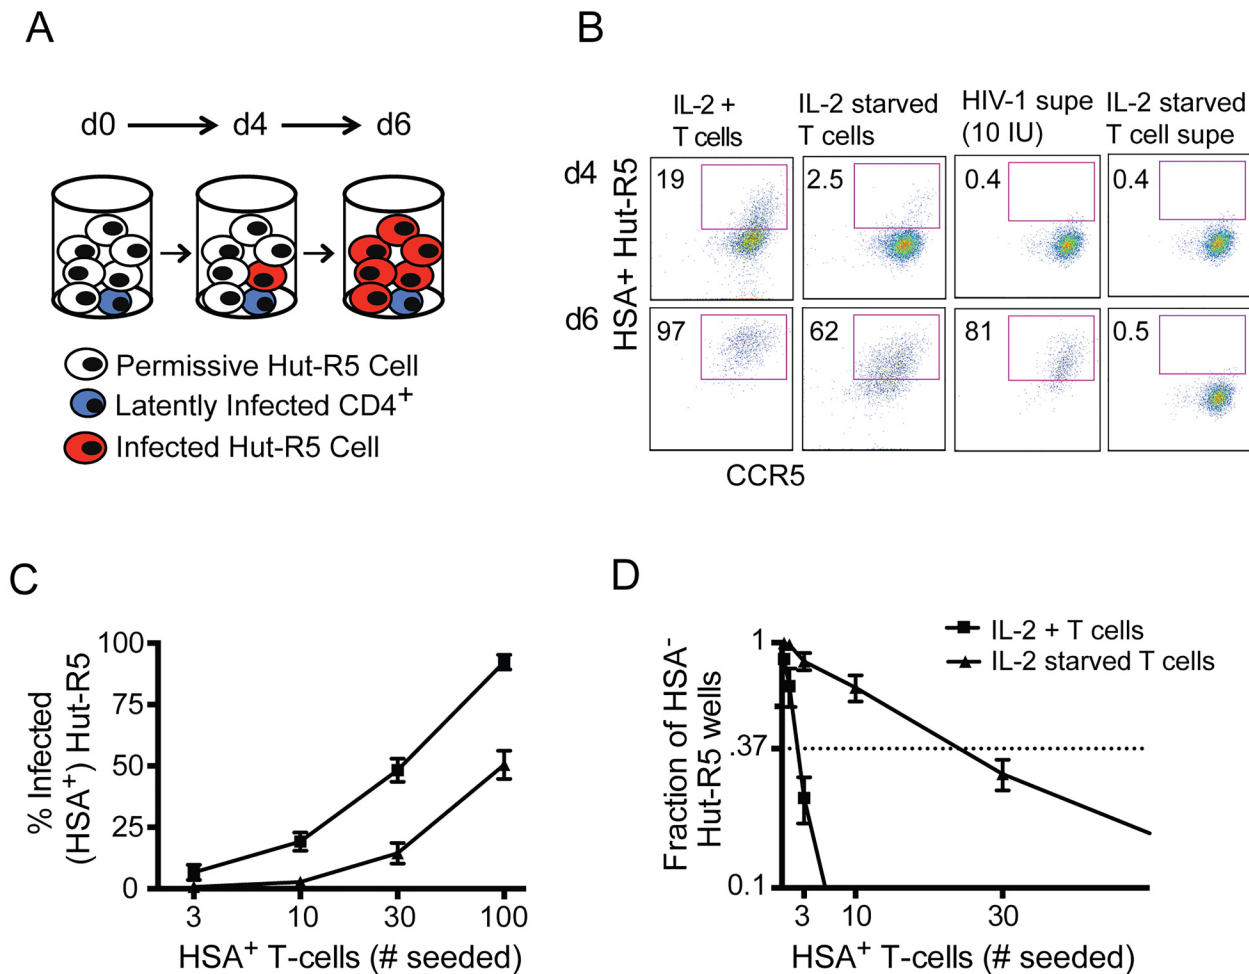 A
d0 d4 d6
Permissive Hut-R5 Cell
Latently Infected CD4+
Infected Hut-R5 Cell
B
IL-2 +
T cells
IL-2 starved
T cells
HIV-1 supe
(10 IU)
IL-2 starved
T cell supe
HSA+ Hut-R5
d4
19
2.5
0.4
0.4
d6
97
62
81
0.5
CCR5
C
% Infected
(HSA+) Hut-R5
100
75
50
25
0
3 10 30 100
HSA+ T-cells (# seeded)
D
IL-2 + T cells
IL-2 starved T cells
Fraction of HSA-
Hut-R5 wells
1
.37
0.1
3 10 30
HSA+ T-cells (# seeded)